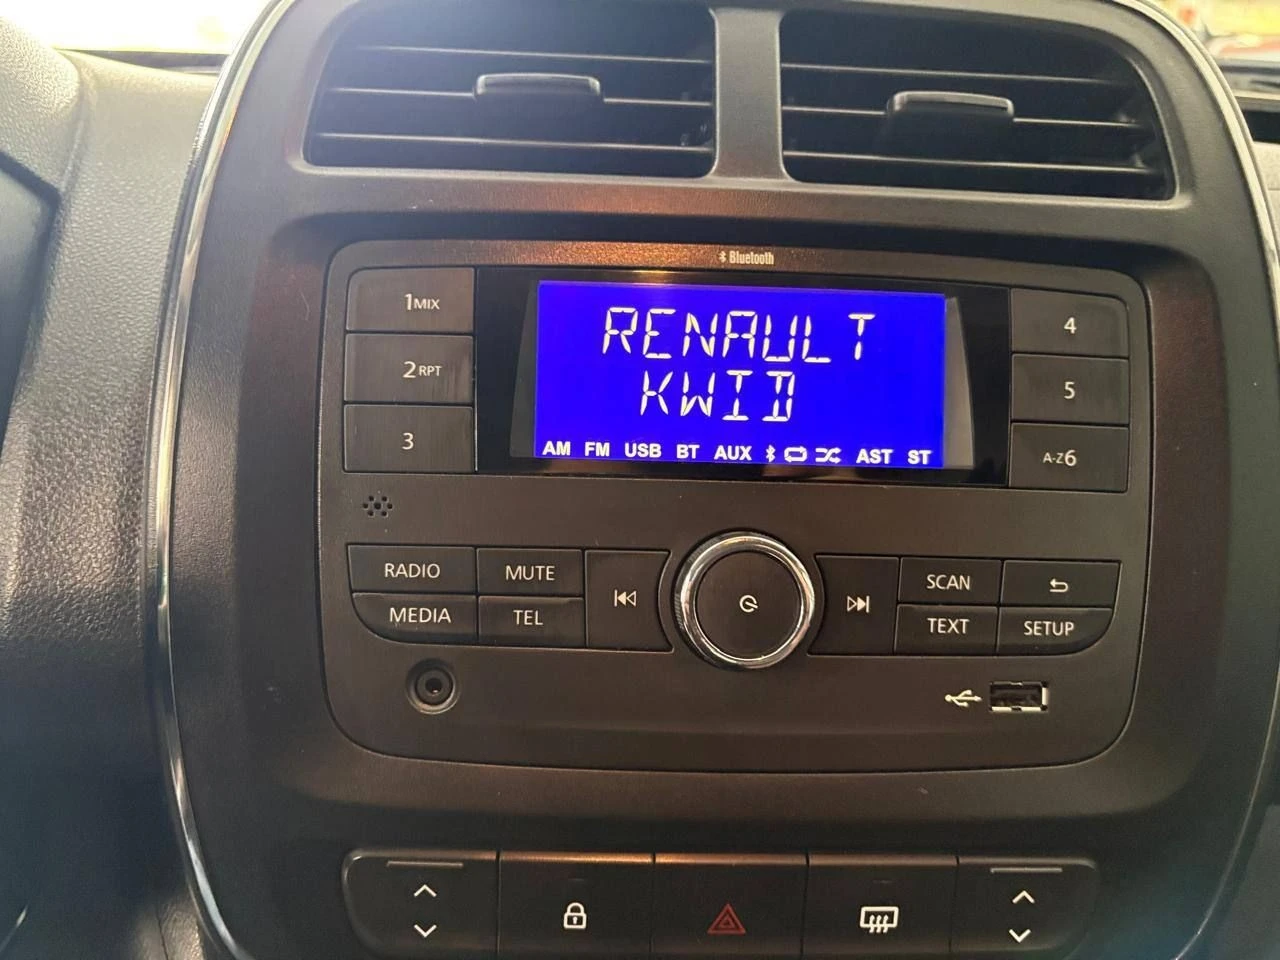 Bluetooth
1MIX
2RPT
3
RENAULT
KWID
AM FM USB BT AUX AST ST
4
5
A-Z6
RADIO
MUTE
SCAN
MEDIA
TEL
TEXT
SETUP